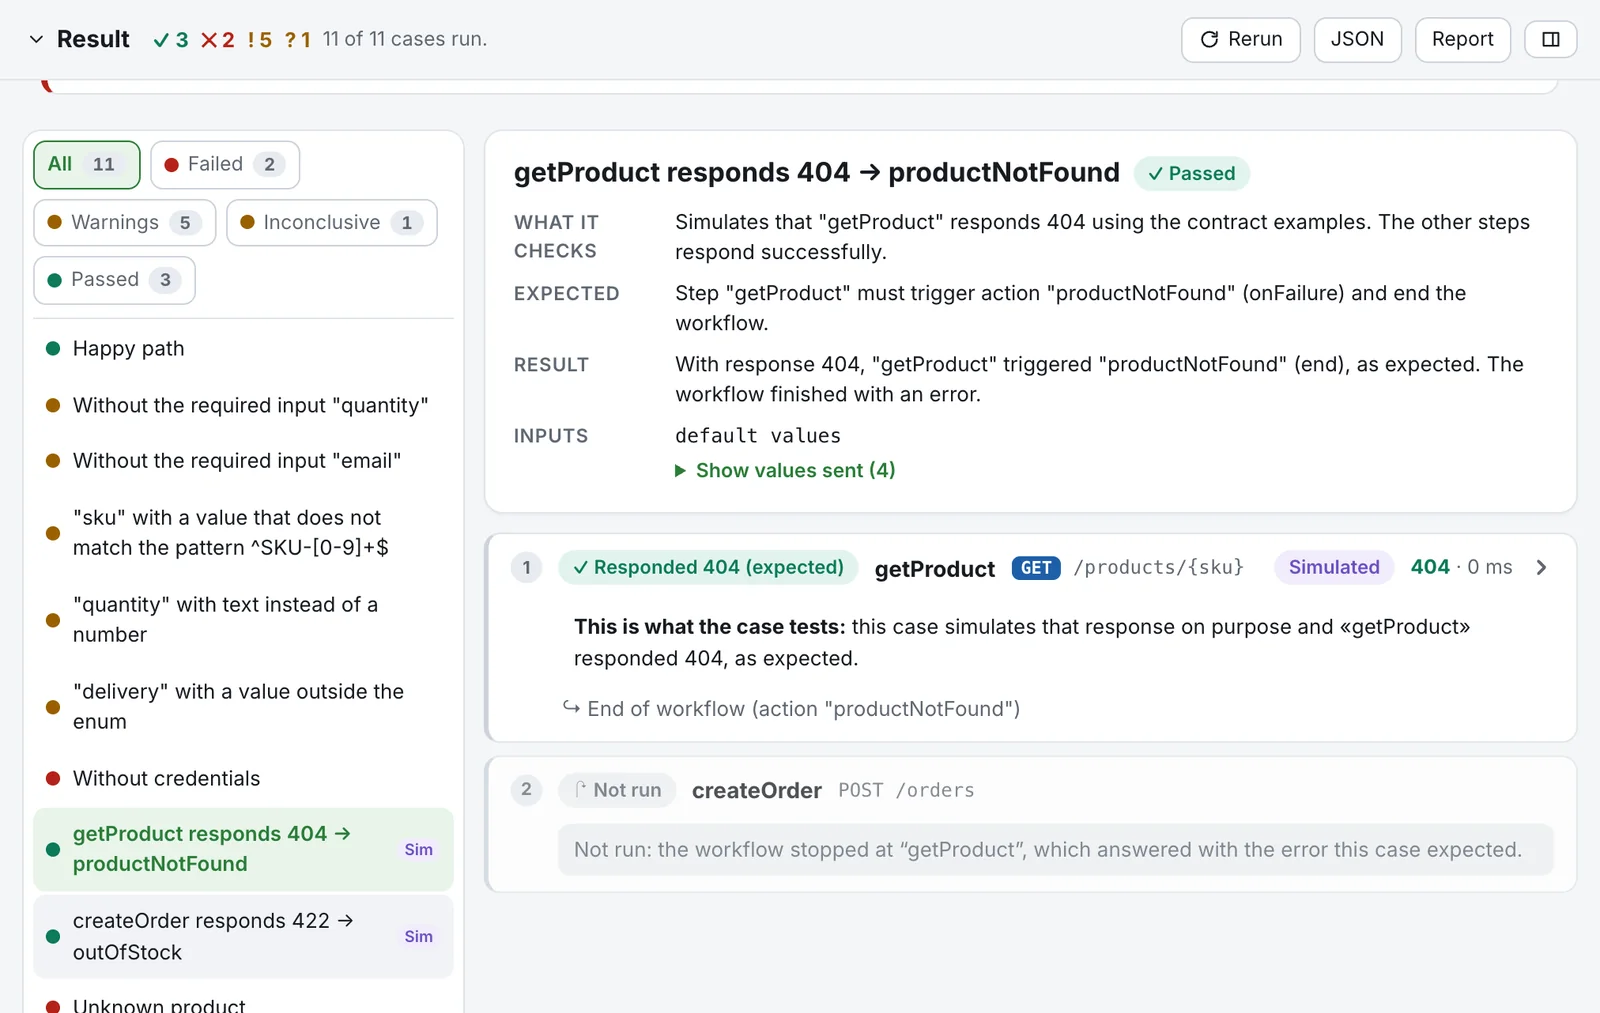 Result ✓ 3 ✕ 2 ! 5 ? 1 11 of 11 cases run.
Rerun
JSON
Report
All 11
Failed 2
Warnings 5
Inconclusive 1
Passed 3
Happy path
Without the required input "quantity"
Without the required input "email"
"sku" with a value that does not
match the pattern ^SKU-[0-9]+$
"quantity" with text instead of a
number
"delivery" with a value outside the
enum
Without credentials
getProduct responds 404 →
productNotFound
Sim
createOrder responds 422 →
outOfStock
Sim
Unknown product
getProduct responds 404 → productNotFound ✓ Passed
WHAT IT
CHECKS
Simulates that "getProduct" responds 404 using the contract examples. The other steps
respond successfully.
EXPECTED
Step "getProduct" must trigger action "productNotFound" (onFailure) and end the
workflow.
RESULT
With response 404, "getProduct" triggered "productNotFound" (end), as expected. The
workflow finished with an error.
INPUTS
default values
▶ Show values sent (4)
1 ✓ Responded 404 (expected) getProduct GET /products/{sku} Simulated 404 · 0 ms
This is what the case tests: this case simulates that response on purpose and «getProduct»
responded 404, as expected.
↪ End of workflow (action "productNotFound")
2 Not run createOrder POST /orders
Not run: the workflow stopped at “getProduct”, which answered with the error this case expected.